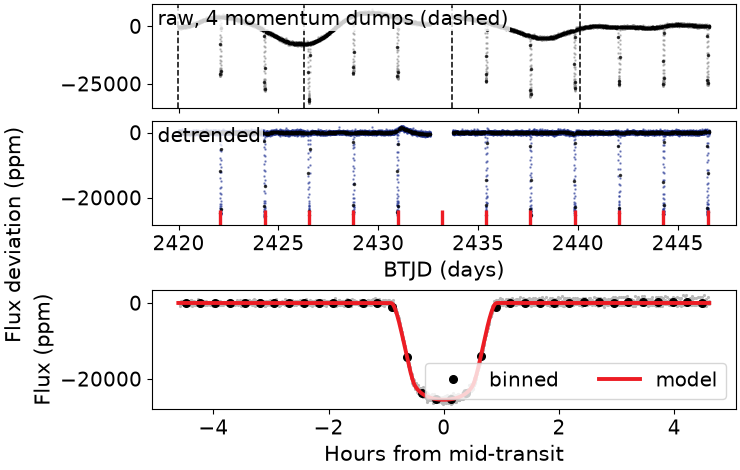 raw, 4 momentum dumps (dashed)
0
−25000
detrended
0
−20000
2420 2425 2430 2435 2440 2445
BTJD (days)
Flux deviation (ppm)
Flux (ppm)
0
−20000
binned model
−4 −2 0 2 4
Hours from mid-transit